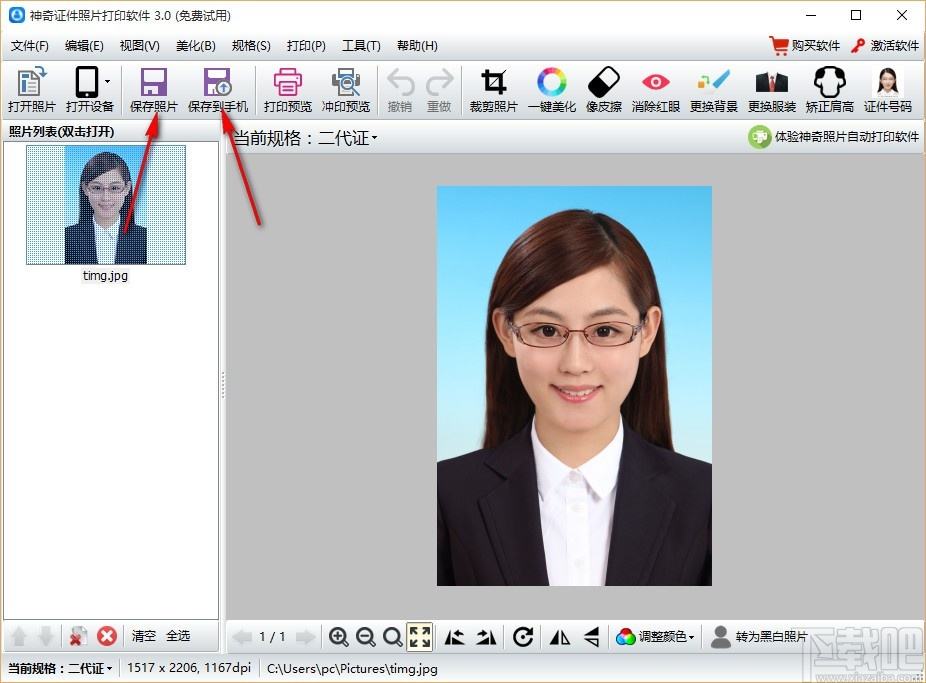 神奇证件照片打印软件 3.0 (免费试用)
文件(F) 编辑(E) 视图(V) 美化(B) 规格(S) 打印(P) 工具(T) 帮助(H) 购买软件 激活软件
打开照片 打开设备 保存照片 保存到手机 打印预览 冲印预览 撤销 重做 裁剪照片 一键美化 像皮擦 消除红眼 更换背景 更换服装 矫正肩高 证件号码
照片列表(双击打开) 当前规格：二代证 体验神奇照片自动打印软件
timg.jpg
清空 全选 1 / 1 调整颜色 转为黑白照片
当前规格：二代证 1517 x 2206, 1167dpi C:\Users\pc\Pictures\timg.jpg
下载吧
www.xiazaiba.com